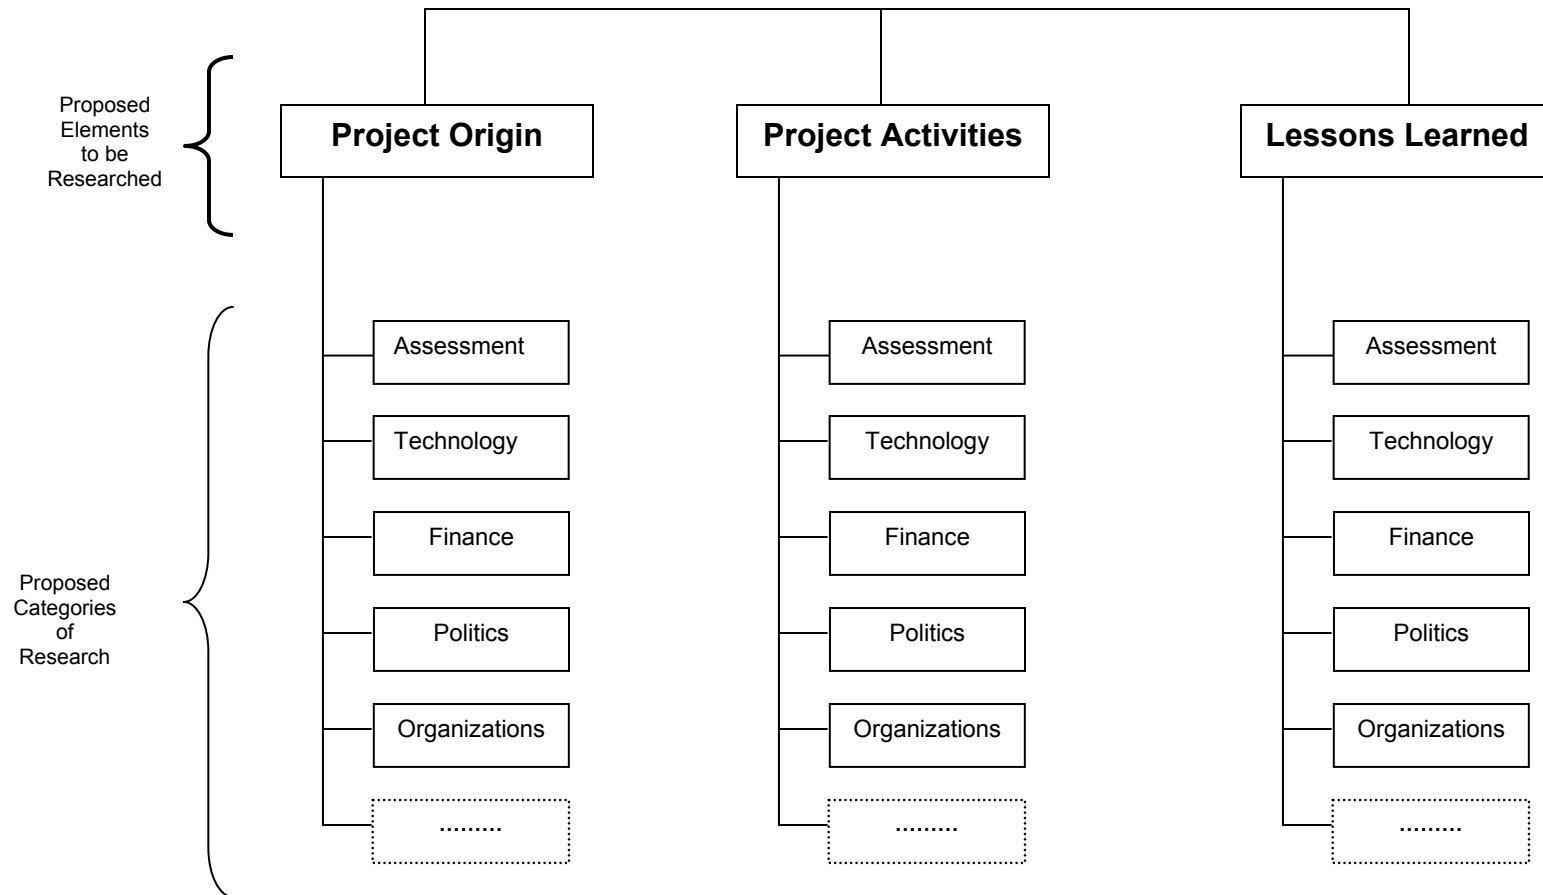 Proposed
Elements
to be
Researched
Project Origin
Project Activities
Lessons Learned
Proposed
Categories
of
Research
Assessment
Technology
Finance
Politics
Organizations
.........
Assessment
Technology
Finance
Politics
Organizations
.........
Assessment
Technology
Finance
Politics
Organizations
.........